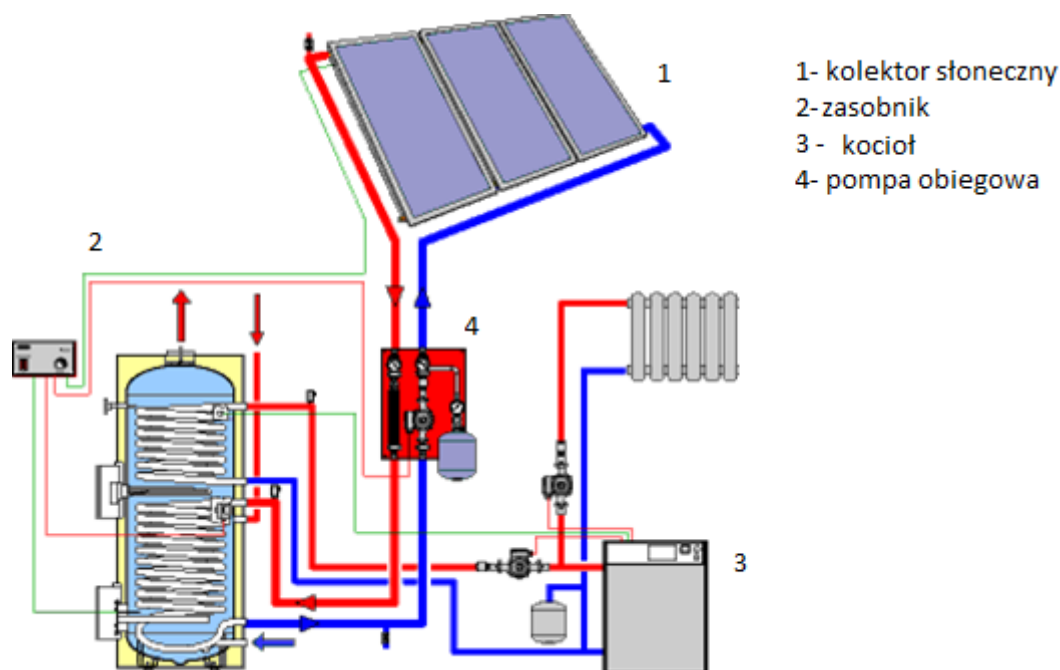 1
1- kolektor słoneczny
2- zasobnik
3 - kocioł
4- pompa obiegowa
2
4
3